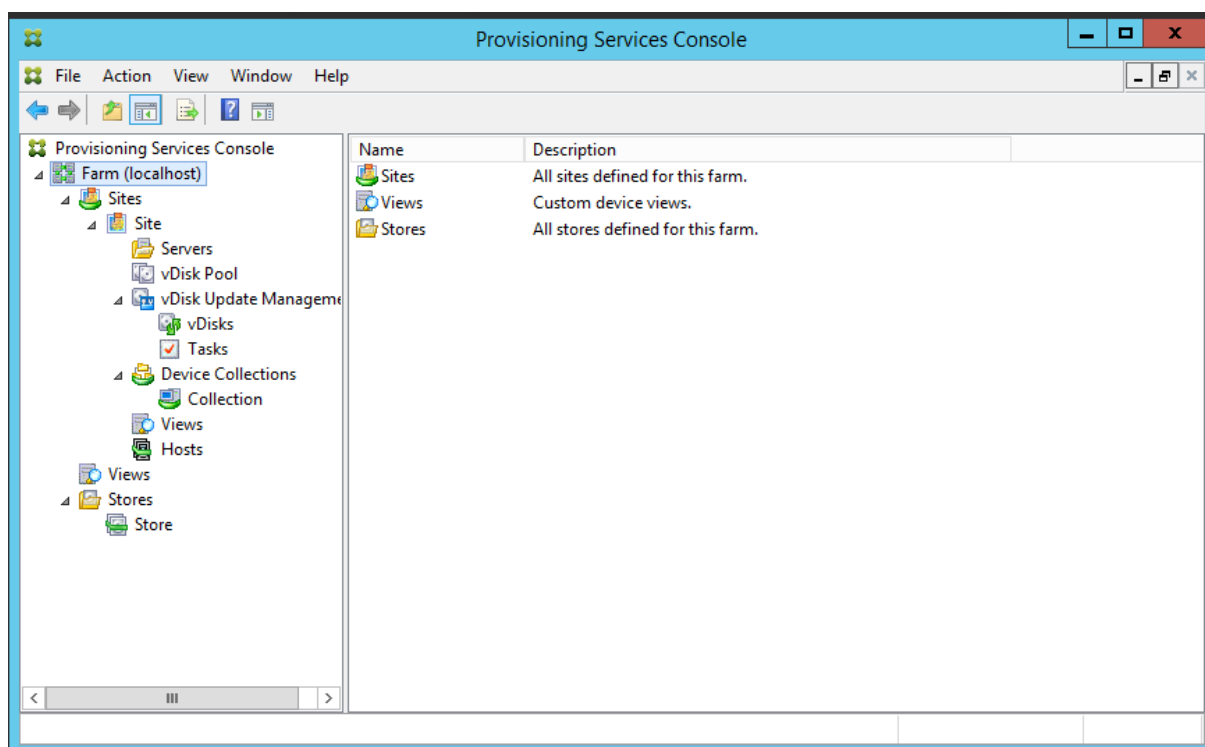 Provisioning Services Console
File Action View Window Help
Provisioning Services Console
Farm (localhost)
Sites
Site
Servers
vDisk Pool
vDisk Update Manageme
vDisks
Tasks
Device Collections
Collection
Views
Hosts
Views
Stores
Store
Name Description
Sites All sites defined for this farm.
Views Custom device views.
Stores All stores defined for this farm.